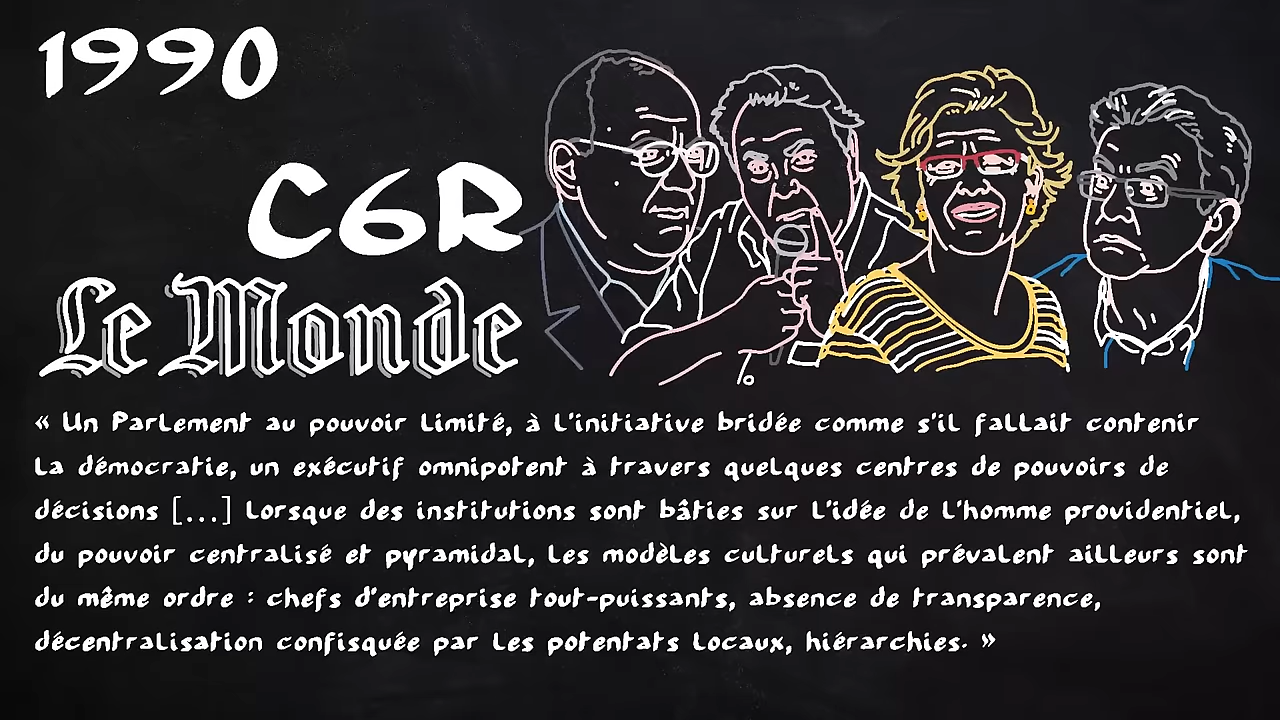 1990
C6R
Le Monde
« Un Parlement au pouvoir limité, à l'initiative bridée comme s'il fallait contenir
la démocratie, un exécutif omnipotent à travers quelques centres de pouvoirs de
décisions [...] Lorsque des institutions sont bâties sur l'idée de l'homme providentiel,
du pouvoir centralisé et pyramidal, les modèles culturels qui prévalent ailleurs sont
du même ordre : chefs d'entreprise tout-puissants, absence de transparence,
décentralisation confisquée par les potentats locaux, hiérarchies. »